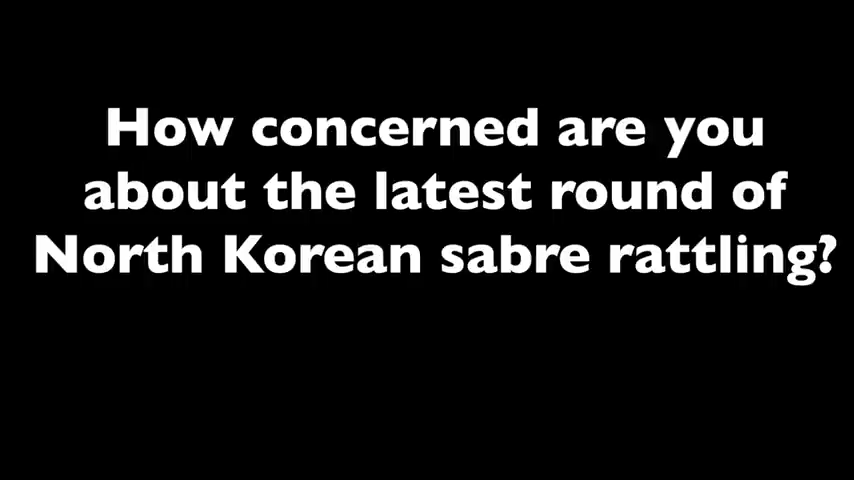 How concerned are you
about the latest round of
North Korean sabre rattling?